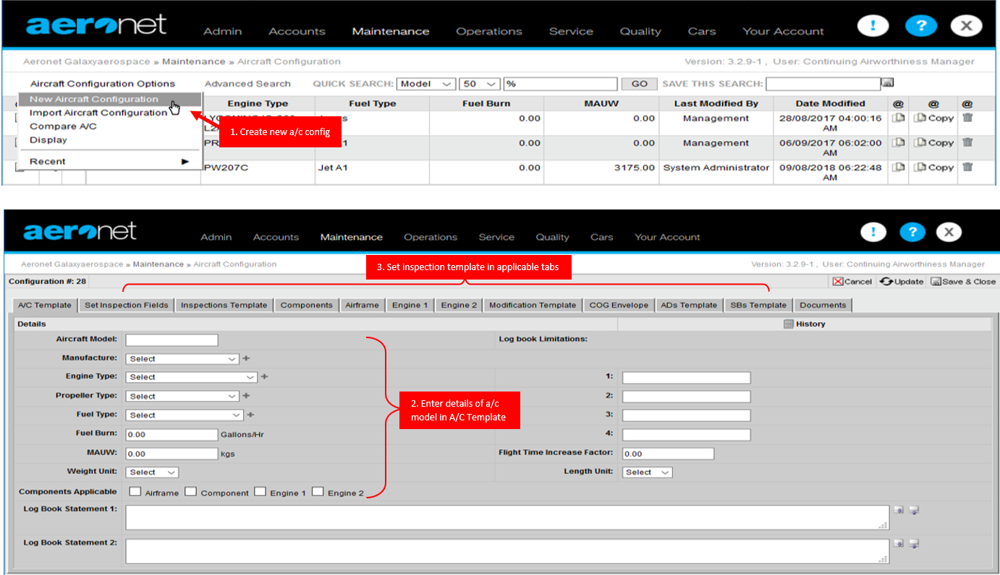 aeronet
Admin Accounts Maintenance Operations Service Quality Cars Your Account ! ? X
Aeronet Galaxyaerospace » Maintenance » Aircraft Configuration Version: 3.2.9-1 , User: Continuing Airworthiness Manager
Aircraft Configuration Options Advanced Search QUICK SEARCH: Model 50 % GO SAVE THIS SEARCH:
New Aircraft Configuration
Import Aircraft Configuration
Compare A/C
Display
Recent
1. Create new a/c config
Engine Type Fuel Type Fuel Burn MAUW Last Modified By Date Modified @ @ @
0.00 0.00 Management 28/08/2017 04:00:16 Copy
AM
PR 0.00 0.00 Management 06/09/2017 06:02:00 Copy
AM
PW207C Jet A1 0.00 3175.00 System Administrator 09/08/2018 06:22:48 Copy
AM
aeronet
Admin Accounts Maintenance Operations Service Quality Cars Your Account ! ? X
Aeronet Galaxyaerospace » Maintenance » Aircraft Configuration Version: 3.2.9-1 , User: Continuing Airworthiness Manager
3. Set inspection template in applicable tabs
Configuration #: 28 Cancel Update Save & Close
A/C Template Set Inspection Fields Inspections Template Components Airframe Engine 1 Engine 2 Modification Template COG Envelope ADs Template SBs Template Documents
Details History
Aircraft Model: Log book Limitations:
Manufacture: Select +
Engine Type: Select + 1:
Propeller Type: Select + 2:
Fuel Type: Select + 3:
2. Enter details of a/c
model in A/C Template
Fuel Burn: 0.00 Gallons/Hr 4:
MAUW: 0.00 kgs Flight Time Increase Factor: 0.00
Weight Unit: Select Length Unit: Select
Components Applicable Airframe Component Engine 1 Engine 2
Log Book Statement 1:
Log Book Statement 2: